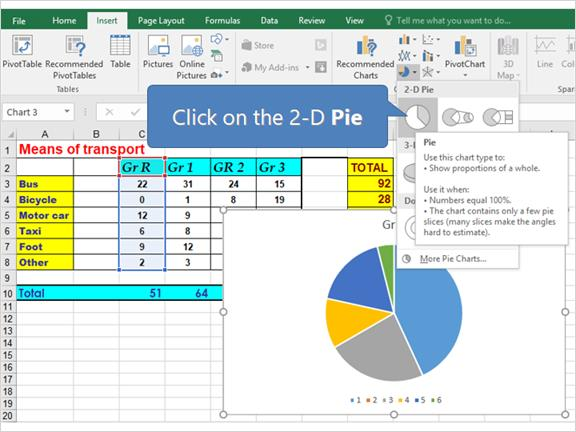 File Home Insert Page Layout Formulas Data Review View Tell me what you want to do...
PivotTable Recommended PivotTables Table
Tables
Pictures Online Pictures
Store
My Add-ins
Recommended Charts
PivotChart
3D Map
Line Column
Chart 3
Click on the 2-D Pie
2-D Pie
Pie
Use this chart type to:
• Show proportions of a whole.
Use it when:
• Numbers equal 100%.
• The chart contains only a few pie
slices (many slices make the angles
hard to estimate).
More Pie Charts...
A B C
1 Means of transport
2 Gr R Gr 1 GR 2 Gr 3 TOTAL
3 Bus 22 31 24 15 92
4 Bicycle 0 1 8 19 28
5 Motor car 12 9
6 Taxi 6 8
7 Foot 9 12
8 Other 2 3
9
10 Total 51 64
11
12
13
14
15
16
17
18
19
20
1 2 3 4 5 6